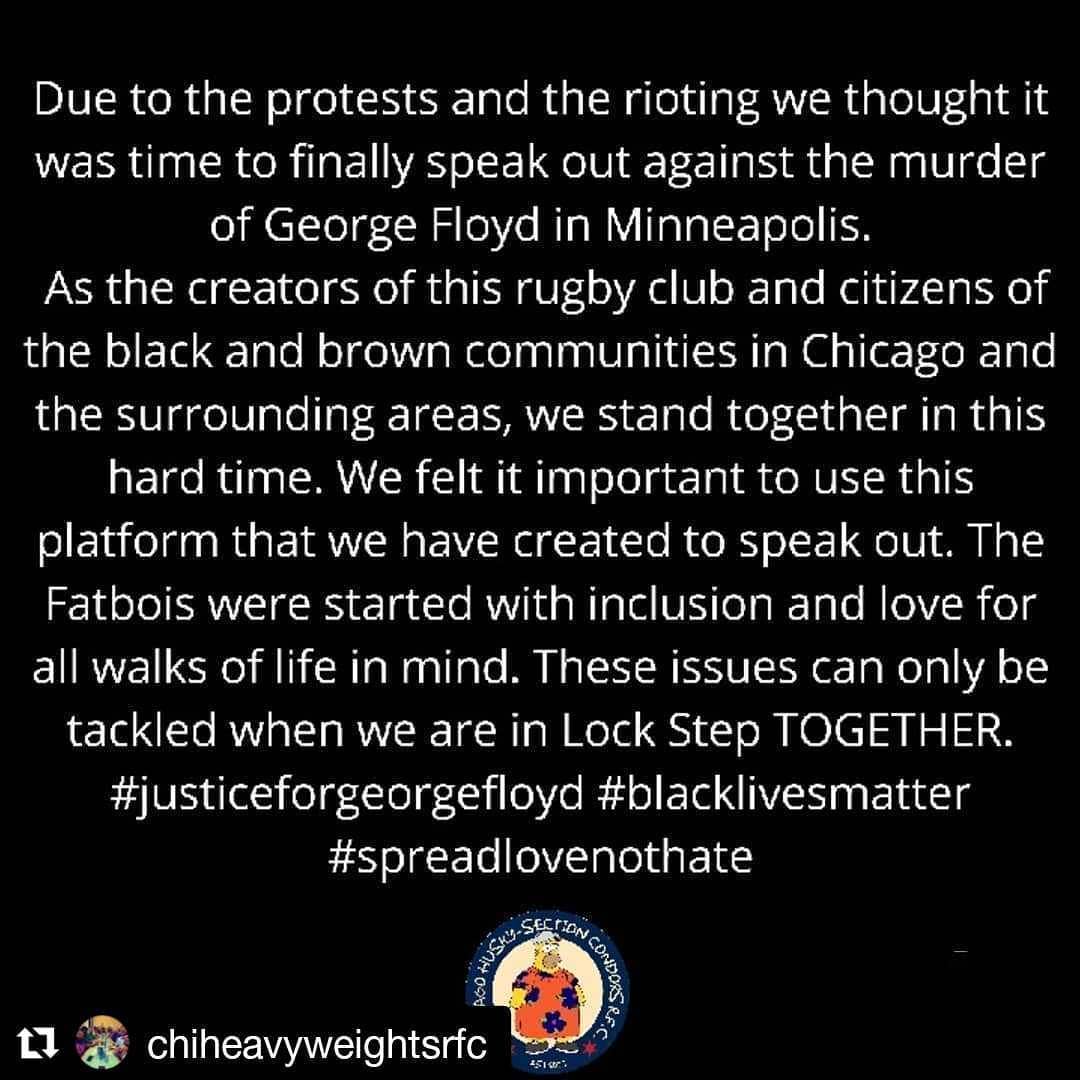 Due to the protests and the rioting we thought it
was time to finally speak out against the murder
of George Floyd in Minneapolis.
As the creators of this rugby club and citizens of
the black and brown communities in Chicago and
the surrounding areas, we stand together in this
hard time. We felt it important to use this
platform that we have created to speak out. The
Fatbois were started with inclusion and love for
all walks of life in mind. These issues can only be
tackled when we are in Lock Step TOGETHER.
#justiceforgeorgefloyd #blacklivesmatter
#spreadlovenothate
AGO HUSKY-SECTION CONDORS R.F.C.
chiheavyweightsrfc